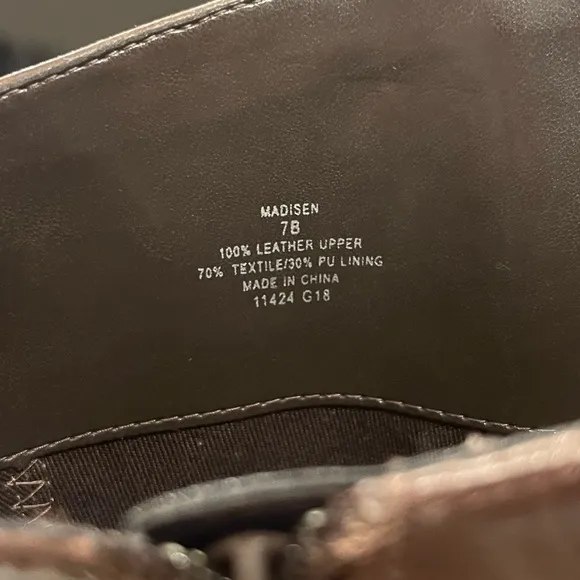 MADISEN
7B
100% LEATHER UPPER
70% TEXTILE/30% PU LINING
MADE IN CHINA
11424 G18